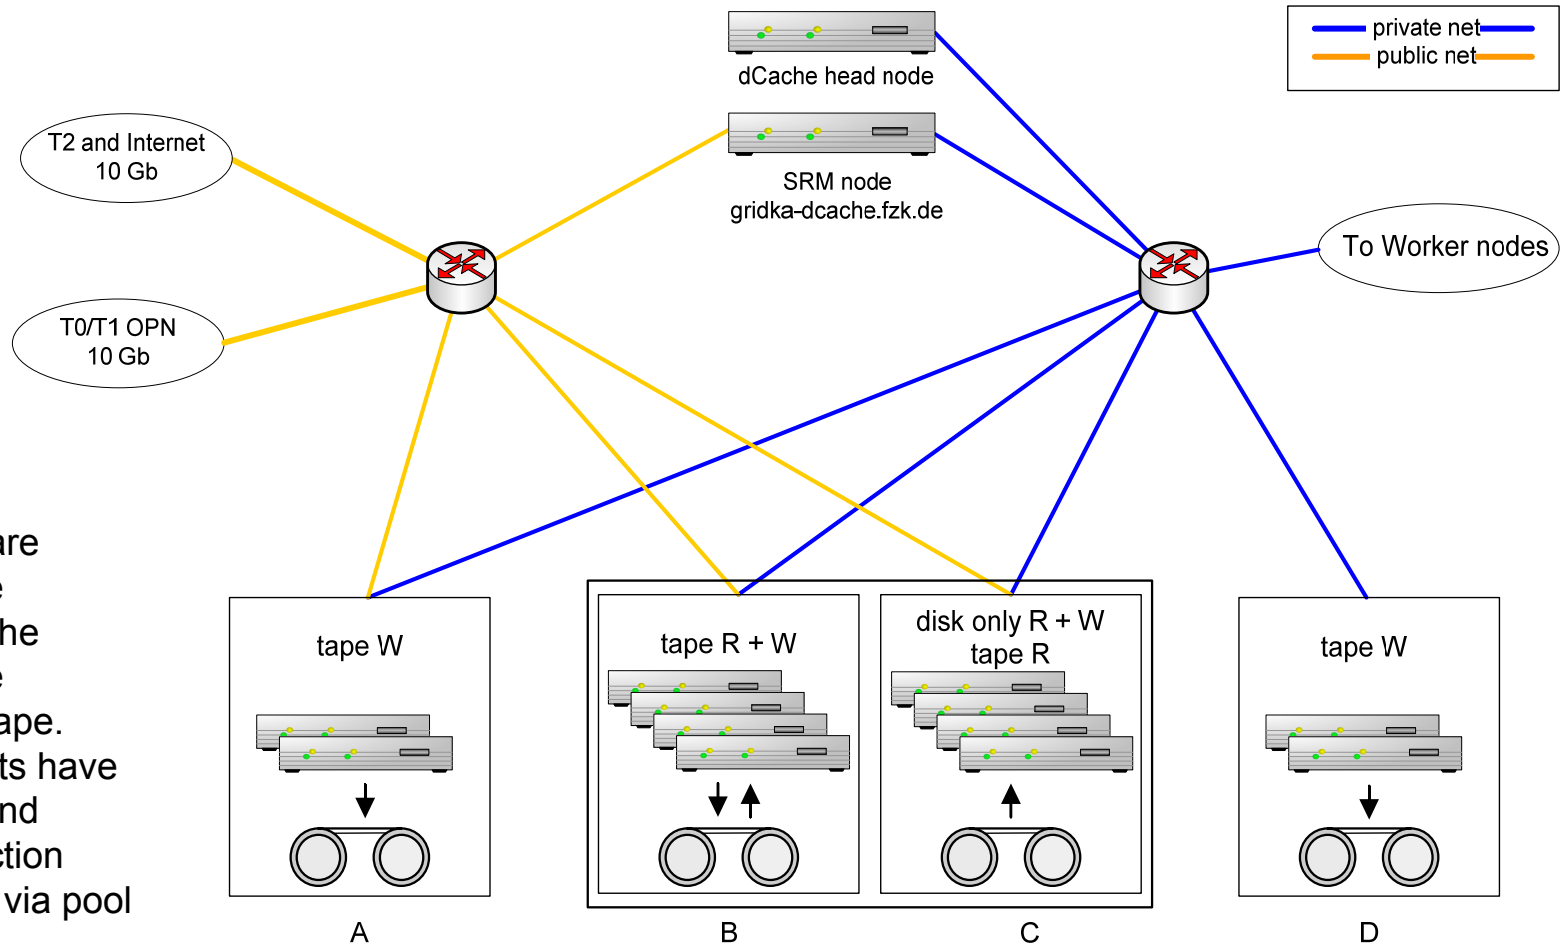 private net
public net
dCache head node
T2 and Internet
10 Gb
SRM node
gridka-dcache.fzk.de
To Worker nodes
T0/T1 OPN
10 Gb
are
e
he
e
ape.
ts have
nd
ction
via pool
tape W
tape R + W
disk only R + W
tape R
tape W
A
B
C
D